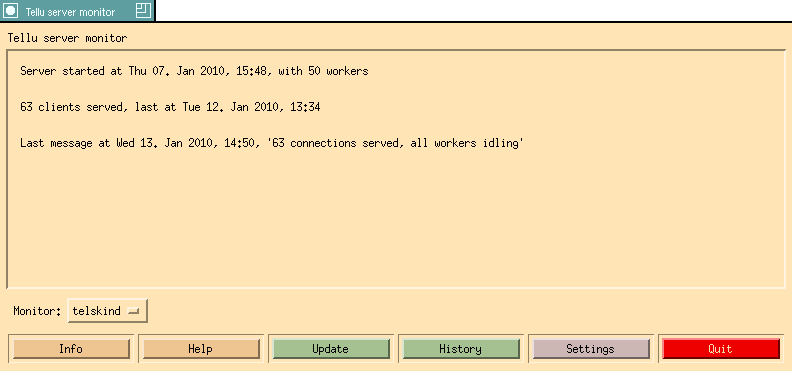 Tellu server monitor
Tellu server monitor
Server started at Thu 07. Jan 2010, 15:48, with 50 workers
63 clients served, last at Tue 12. Jan 2010, 13:34
Last message at Wed 13. Jan 2010, 14:50, '63 connections served, all workers idling'
Monitor: telskind
Info Help Update History Settings Quit